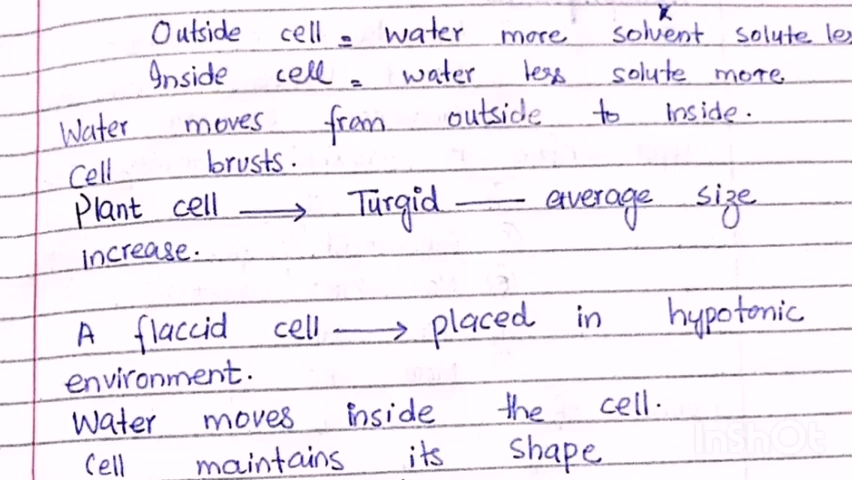 Outside cell = water more solvent solute les
Inside cell = water less solute more
Water moves from outside to inside.
Cell brusts.
Plant cell → Turgid — average size
increase.
A flaccid cell → placed in hypotonic
environment.
Water moves inside the cell.
Cell maintains its shape
InshOt